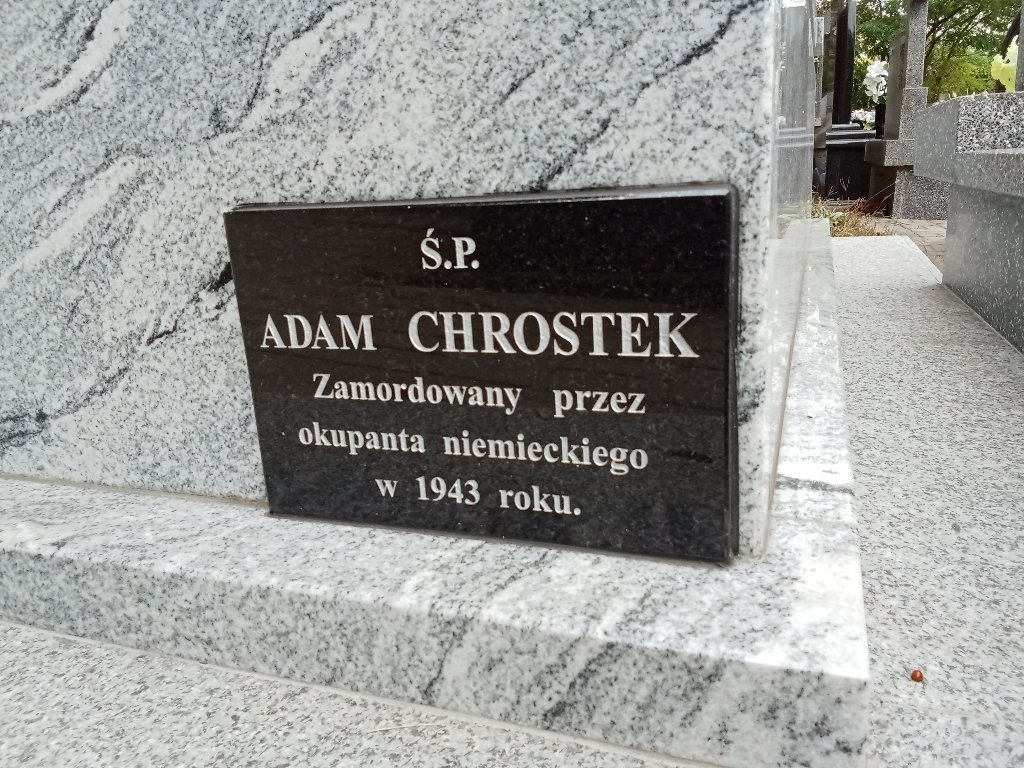 Ś.P.
ADAM CHROSTEK
Zamordowany przez
okupanta niemieckiego
w 1943 roku.